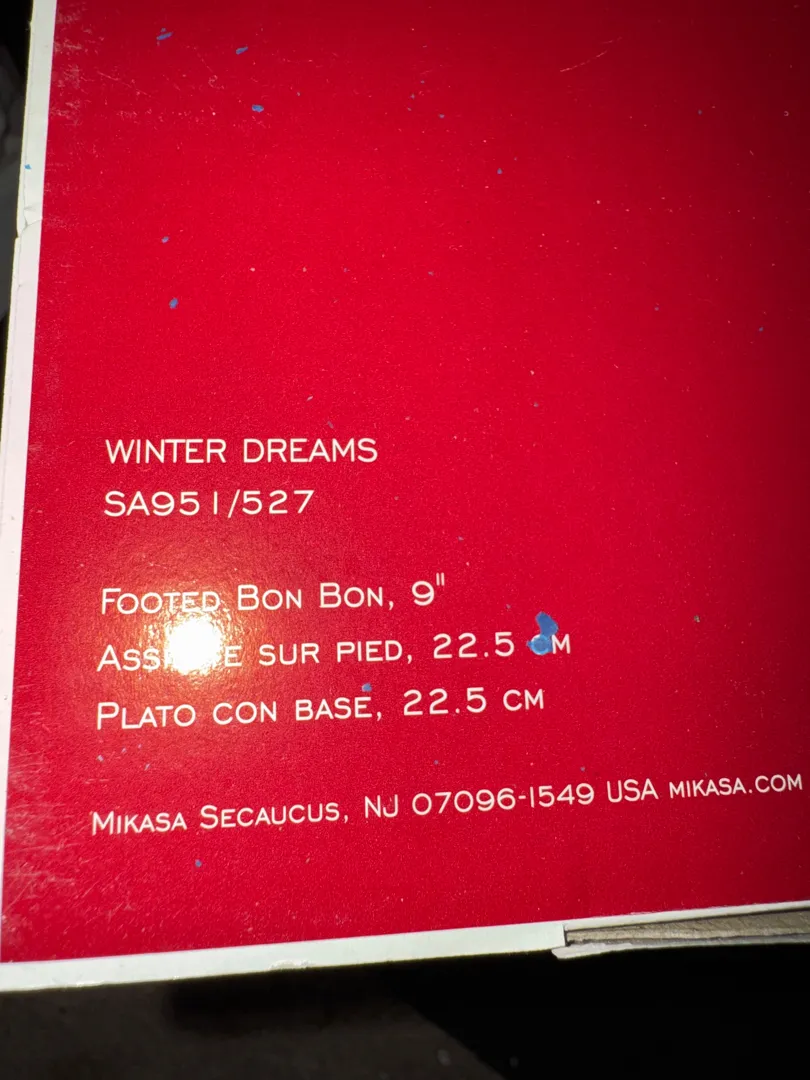 WINTER DREAMS
SA951/527
FOOTED BON BON, 9"
SUR PIED, 22.5 CM
PLATO CON BASE, 22.5 CM
MIKASA SECAUCUS, NJ 07096-1549 USA MIKASA.COM